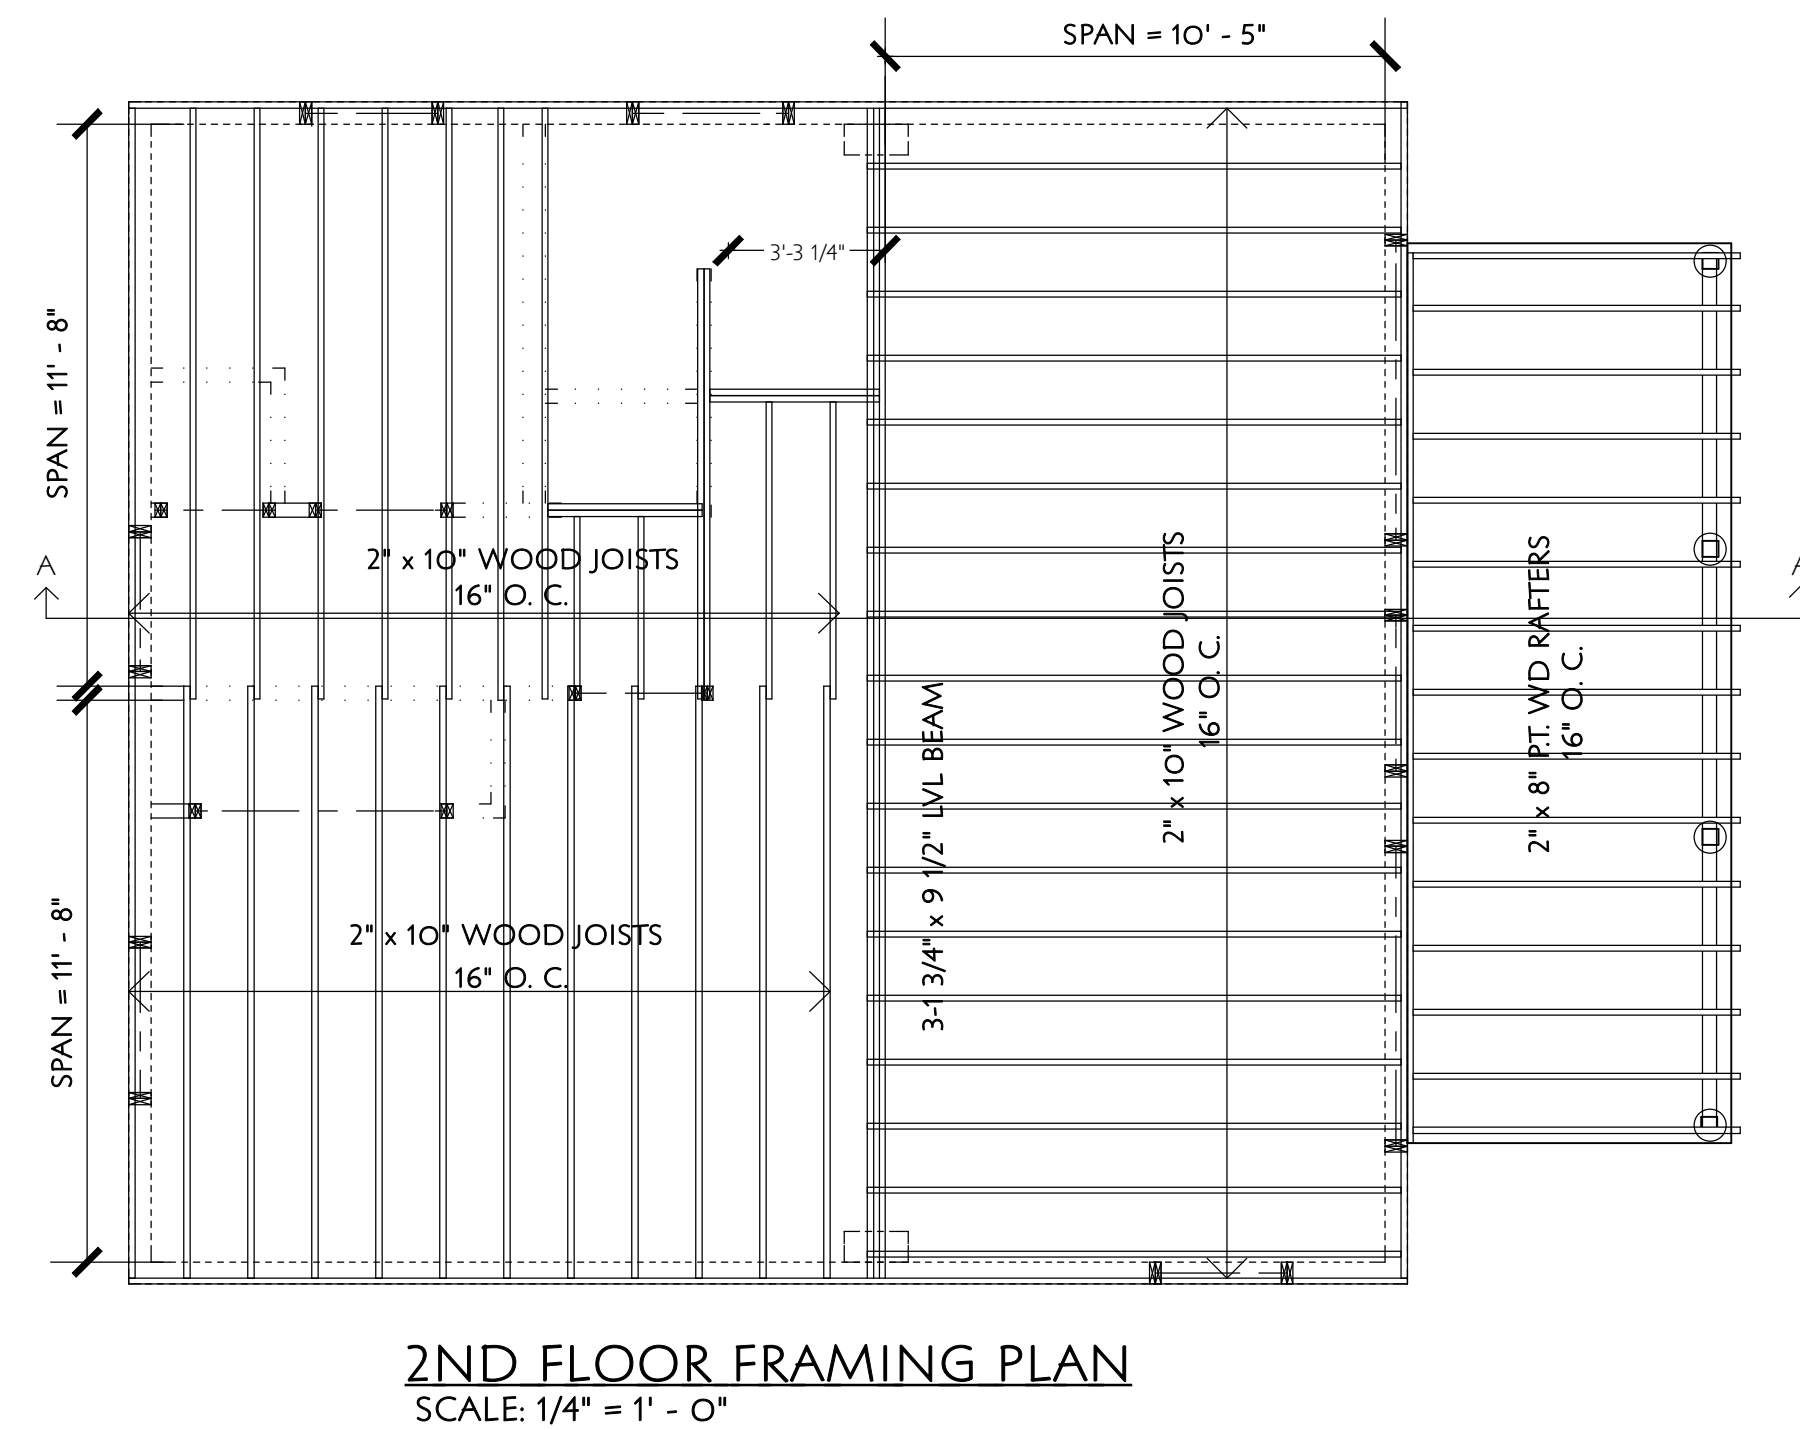 SPAN = 10' - 5"
3'-3 1/4"
SPAN = 11' - 8"
2" x 10" WOOD JOISTS
16" O. C.
A
A
2" x 10" WOOD JOISTS
16" O. C.
2" x 8" P.T. WD RAFTERS
16" O. C.
3-1 3/4" x 9 1/2" LVL BEAM
SPAN = 11' - 8"
2" x 10" WOOD JOISTS
16" O. C.
2ND FLOOR FRAMING PLAN
SCALE: 1/4" = 1' - 0"